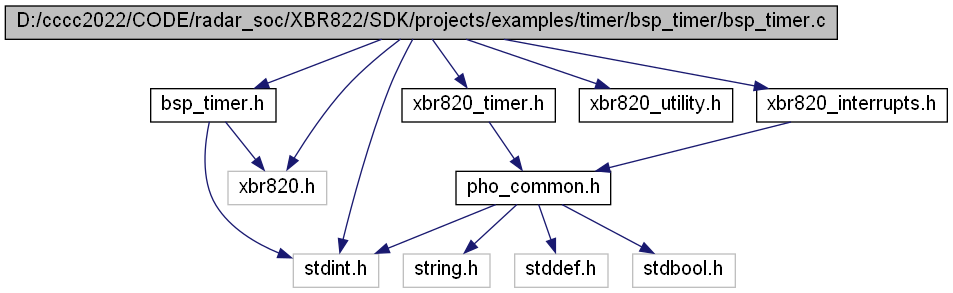 D:/cccc2022/CODE/radar_soc/XBR822/SDK/projects/examples/timer/bsp_timer/bsp_timer.c
bsp_timer.h
xbr820_timer.h
xbr820_utility.h
xbr820_interrupts.h
xbr820.h
pho_common.h
stdint.h
string.h
stddef.h
stdbool.h